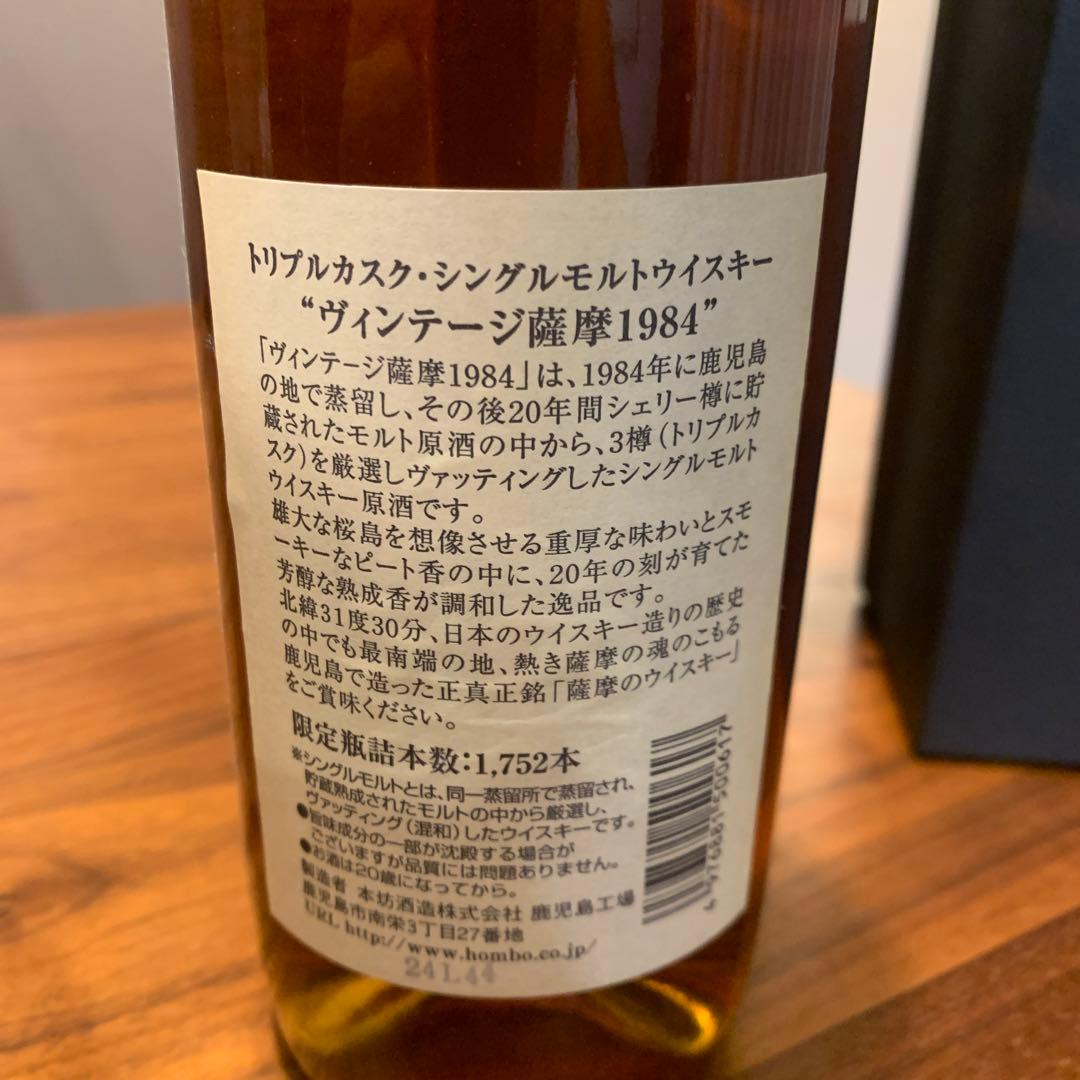 トリプルカスク・シングルモルトウイスキー
“ヴィンテージ薩摩1984”
「ヴィンテージ薩摩1984」は、1984年に鹿児島
の地で蒸留し、その後20年間シェリー樽に貯
蔵されたモルト原酒の中から、3樽（トリプルカ
スク）を厳選しヴァッティングしたシングルモルト
ウイスキー原酒です。
雄大な桜島を想像させる重厚な味わいとスモ
ーキーなピート香の中に、20年の刻が育てた
芳醇な熟成香が調和した逸品です。
北緯31度30分、日本のウイスキー造りの歴史
の中でも最南端の地、熱き薩摩の魂のこもる
鹿児島で造った正真正銘「薩摩のウイスキー」
をご賞味ください。
限定瓶詰本数：1,752本
※シングルモルトとは、同一蒸留所で蒸留され、
貯蔵熟成されたモルトの中から厳選し、
ヴァッティング（混和）したウイスキーです。
●旨味成分の一部が沈殿する場合が
ございますが品質には問題ありません。
●お酒は20歳になってから。
製造者 本坊酒造株式会社 鹿児島工場
鹿児島市南栄3丁目27番地
URL http://www.hombo.co.jp/
24L44
4 976881 500617